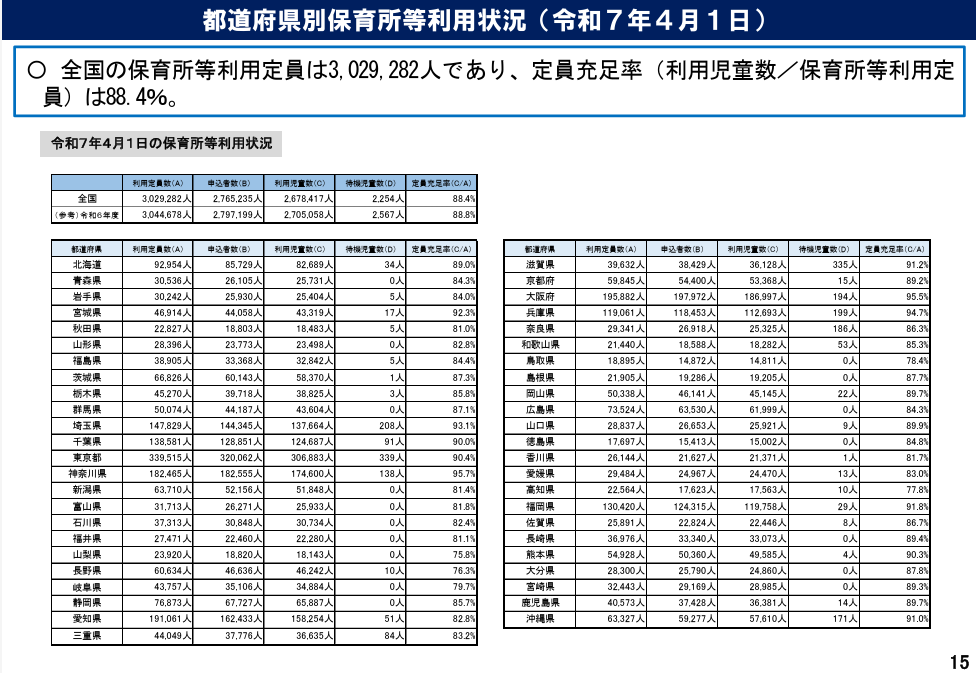 都道府県別保育所等利用状況（令和７年４月１日）
〇 全国の保育所等利用定員は3,029,282人であり、定員充足率（利用児童数／保育所等利用定
員）は88.4%。
令和7年4月1日の保育所等利用状況
利用定員数(A) 申込者数(B) 利用児童数(C) 待機児童数(D) 定員充足率(C/A)
全国 3,029,282人 2,765,235人 2,678,417人 2,254人 88.4%
(参考)令和6年度 3,044,678人 2,797,199人 2,705,058人 2,567人 88.8%
都道府県 利用定員数(A) 申込者数(B) 利用児童数(C) 待機児童数(D) 定員充足率(C/A)
北海道 92,954人 85,729人 82,689人 34人 89.0%
青森県 30,536人 26,105人 25,731人 0人 84.3%
岩手県 30,242人 25,930人 25,404人 5人 84.0%
宮城県 46,914人 44,058人 43,319人 17人 92.3%
秋田県 22,827人 18,803人 18,483人 5人 81.0%
山形県 28,396人 23,773人 23,498人 0人 82.8%
福島県 38,905人 33,368人 32,842人 5人 84.4%
茨城県 66,826人 60,143人 58,370人 1人 87.3%
栃木県 45,270人 39,718人 38,825人 3人 85.8%
群馬県 50,074人 44,187人 43,604人 0人 87.1%
埼玉県 147,829人 144,345人 137,664人 208人 93.1%
千葉県 138,581人 128,851人 124,687人 91人 90.0%
東京都 339,515人 320,062人 306,883人 339人 90.4%
神奈川県 182,465人 182,555人 174,600人 138人 95.7%
新潟県 63,710人 52,156人 51,848人 0人 81.4%
富山県 31,713人 26,271人 25,933人 0人 81.8%
石川県 37,313人 30,848人 30,734人 0人 82.4%
福井県 27,471人 22,460人 22,280人 0人 81.1%
山梨県 23,920人 18,820人 18,143人 0人 75.8%
長野県 60,634人 46,636人 46,242人 10人 76.3%
岐阜県 43,757人 35,106人 34,884人 0人 79.7%
静岡県 76,873人 67,727人 65,887人 0人 85.7%
愛知県 191,061人 162,433人 158,254人 51人 82.8%
三重県 44,049人 37,776人 36,635人 84人 83.2%
都道府県 利用定員数(A) 申込者数(B) 利用児童数(C) 待機児童数(D) 定員充足率(C/A)
滋賀県 39,632人 38,429人 36,128人 335人 91.2%
京都府 59,845人 54,400人 53,368人 15人 89.2%
大阪府 195,882人 197,972人 186,997人 194人 95.5%
兵庫県 119,061人 118,453人 112,693人 199人 94.7%
奈良県 29,341人 26,918人 25,325人 186人 86.3%
和歌山県 21,440人 18,588人 18,282人 53人 85.3%
鳥取県 18,895人 14,872人 14,811人 0人 78.4%
島根県 21,905人 19,286人 19,205人 0人 87.7%
岡山県 50,338人 46,141人 45,145人 22人 89.7%
広島県 73,524人 63,530人 61,999人 0人 84.3%
山口県 28,837人 26,653人 25,921人 9人 89.9%
徳島県 17,697人 15,413人 15,002人 0人 84.8%
香川県 26,144人 21,627人 21,371人 1人 81.7%
愛媛県 29,484人 24,967人 24,470人 13人 83.0%
高知県 22,564人 17,623人 17,563人 10人 77.8%
福岡県 130,420人 124,315人 119,758人 29人 91.8%
佐賀県 25,891人 22,824人 22,446人 8人 86.7%
長崎県 36,976人 33,340人 33,073人 0人 89.4%
熊本県 54,928人 50,360人 49,585人 4人 90.3%
大分県 28,300人 25,790人 24,860人 0人 87.8%
宮崎県 32,443人 29,169人 28,985人 0人 89.3%
鹿児島県 40,573人 37,428人 36,381人 14人 89.7%
沖縄県 63,327人 59,277人 57,610人 171人 91.0%
15